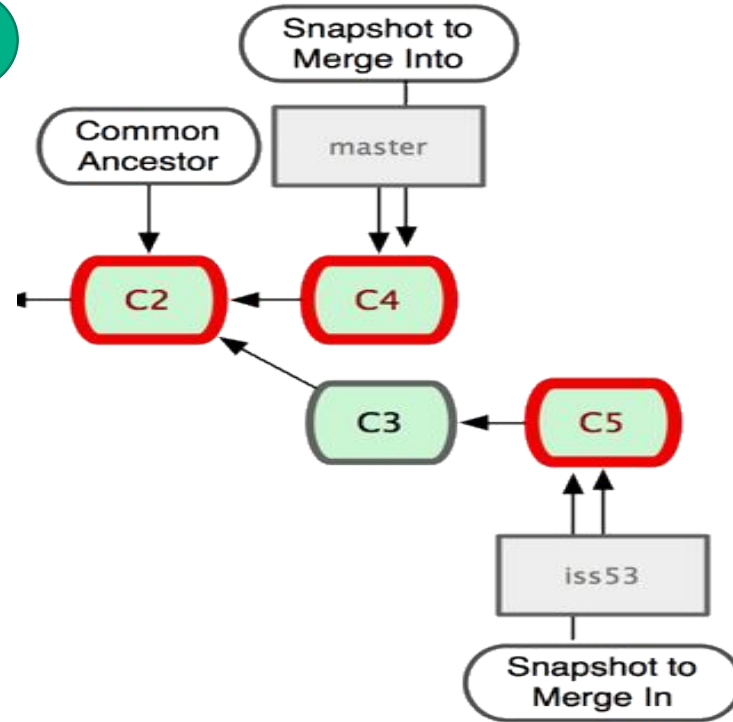 Snapshot to
Merge Into
Common
Ancestor
master
C2
C4
C3
C5
iss53
Snapshot to
Merge In